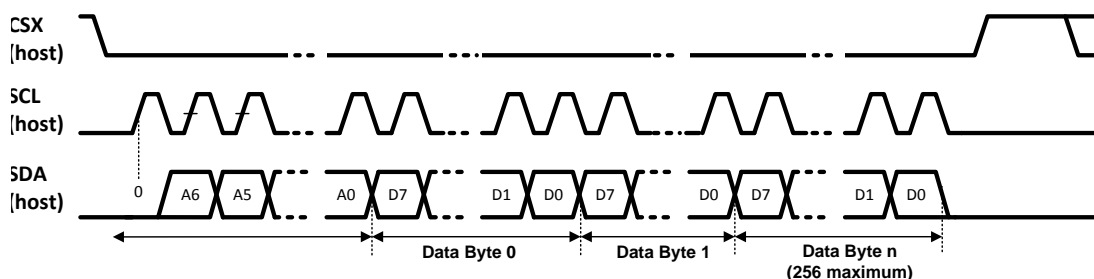 CSX
(host)
SCL
(host)
SDA
(host)
0 A6 A5 A0 D7 D1 D0 D7 D0 D7 D1 D0
Data Byte 0 Data Byte 1 Data Byte n
(256 maximum)